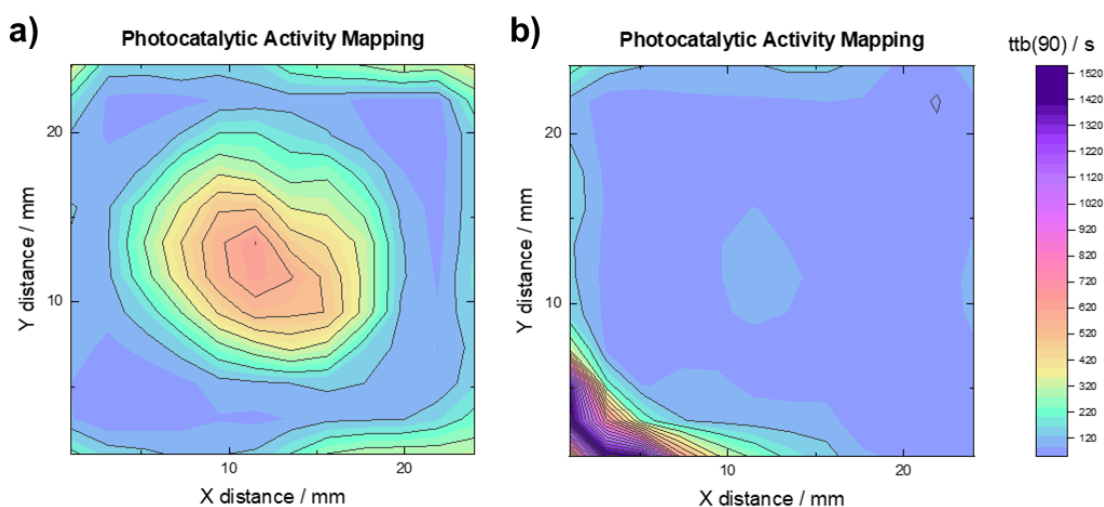 a)
Photocatalytic Activity Mapping
Y distance / mm
20
10
10
20
X distance / mm
b)
Photocatalytic Activity Mapping
Y distance / mm
20
10
10
20
X distance / mm
ttb(90) / s
1520
1420
1320
1220
1120
1020
920
820
720
620
520
420
320
220
120